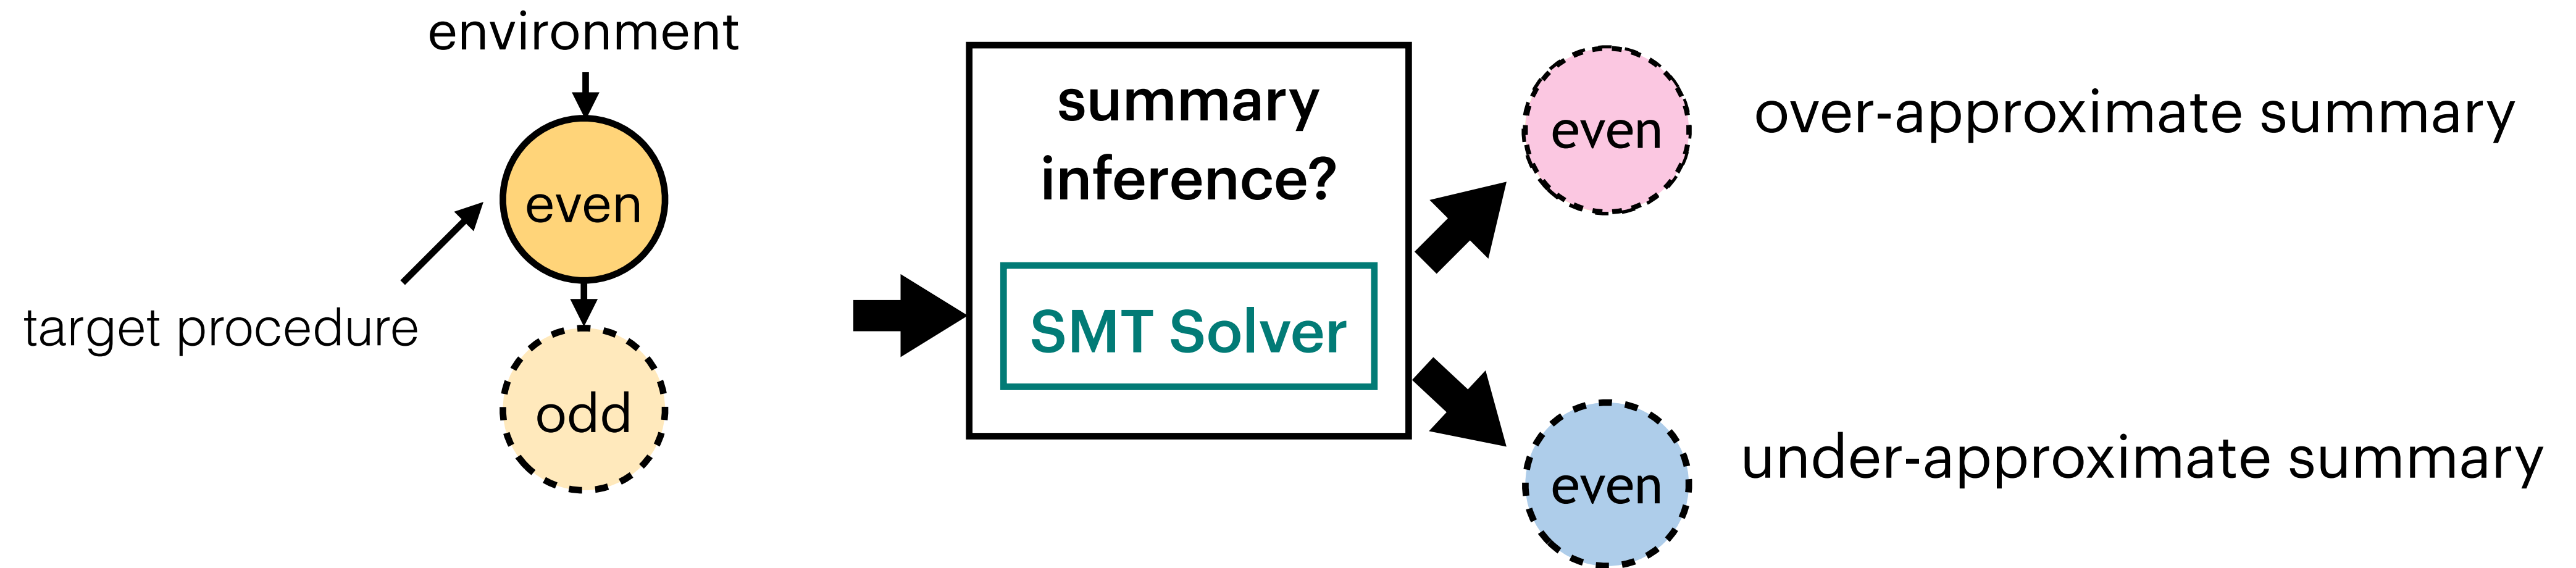 environment
even
target procedure
odd
summary
inference?
SMT Solver
even
over-approximate summary
even
under-approximate summary